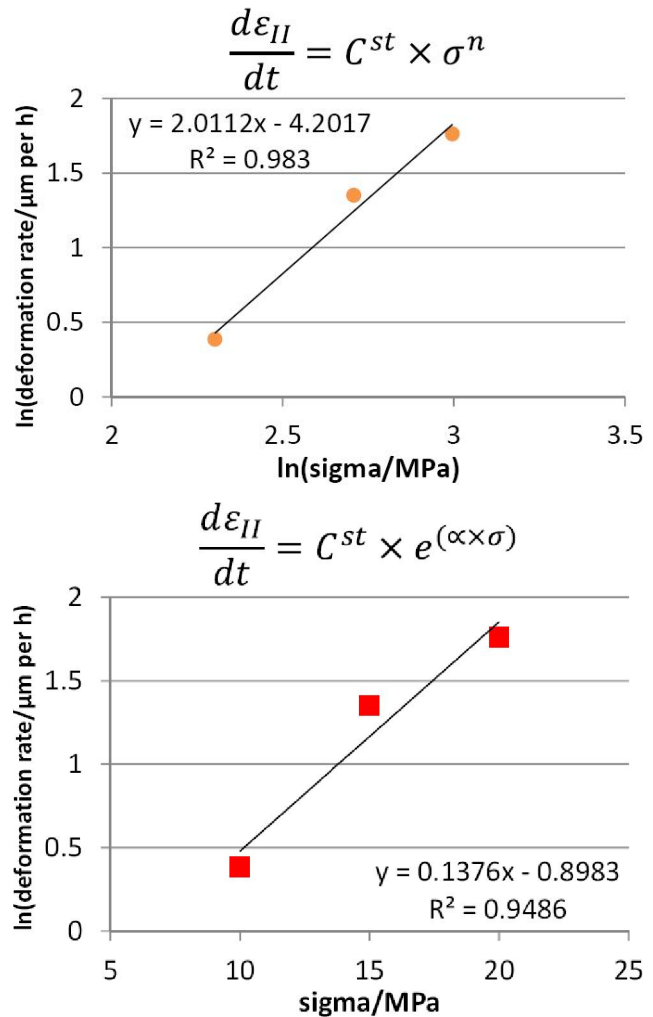 dε_II/dt = C^st × σ^n
y = 2.0112x - 4.2017
R² = 0.983
ln(deformation rate/μm per h)
2
1.5
1
0.5
0
2 2.5 3 3.5
ln(sigma/MPa)
dε_II/dt = C^st × e^(∝×σ)
ln(deformation rate/μm per h)
2
1.5
1
0.5
0
y = 0.1376x - 0.8983
R² = 0.9486
5 10 15 20 25
sigma/MPa